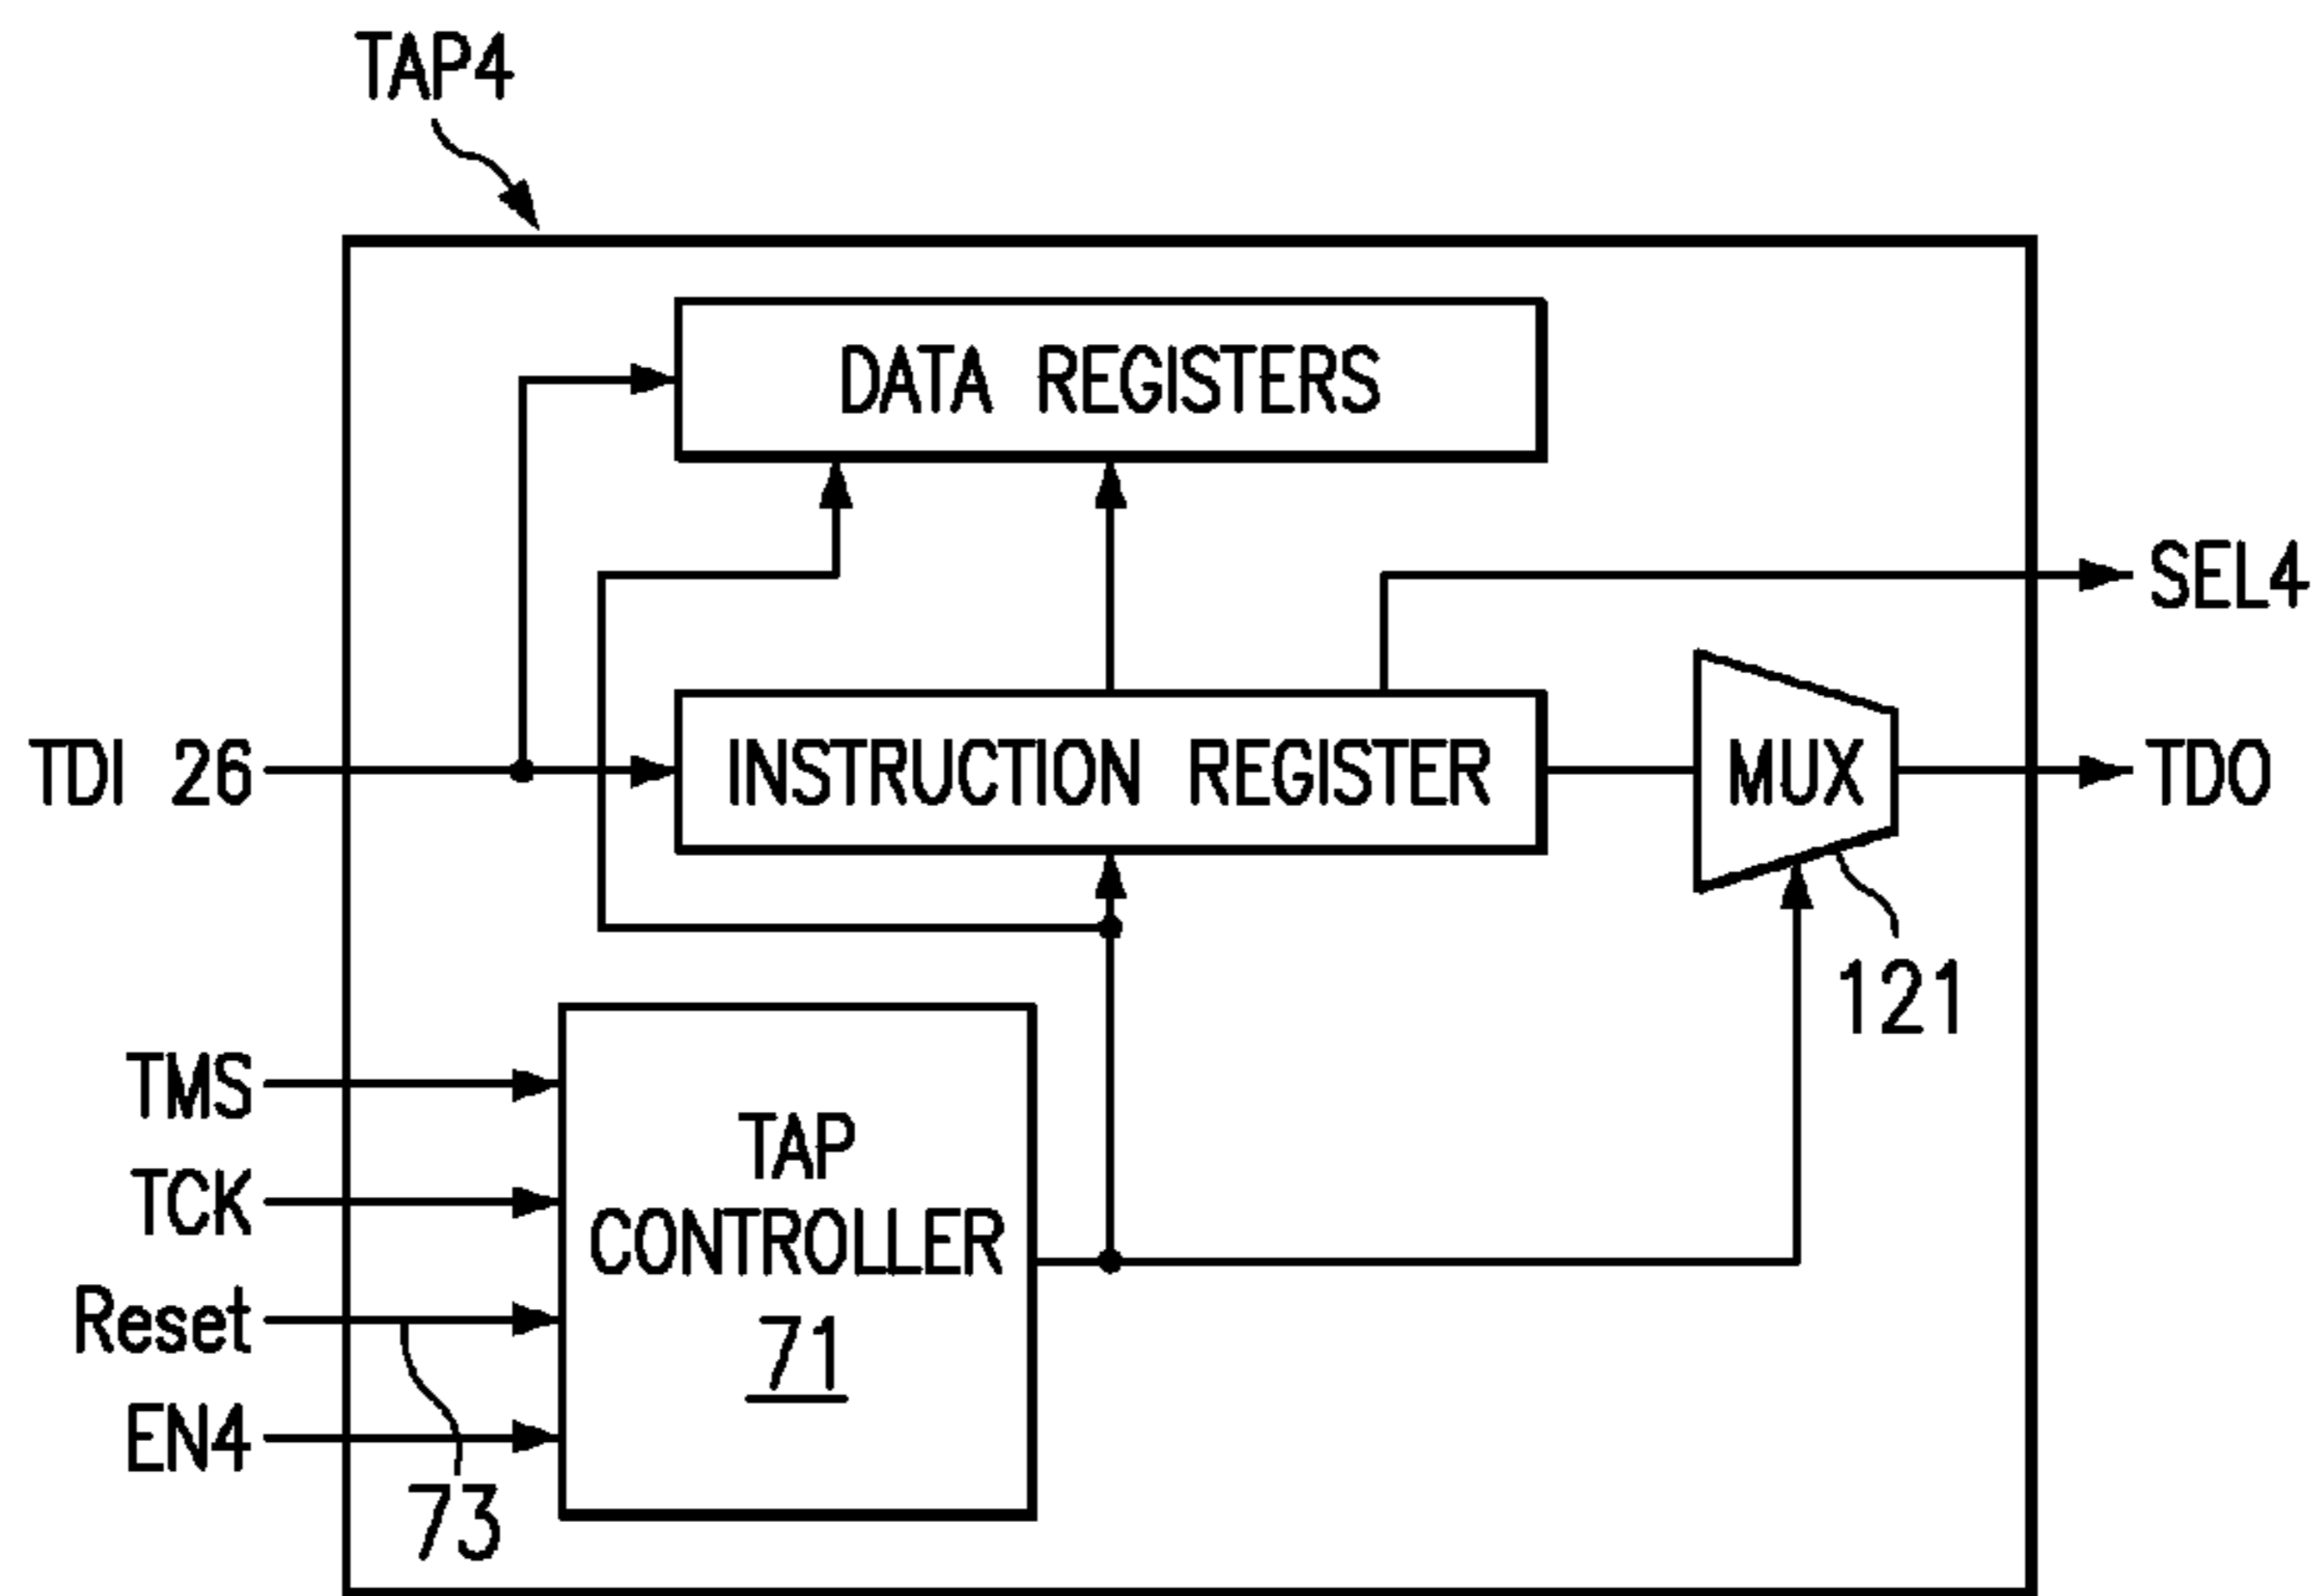 TAP4
DATA REGISTERS
SEL4
TDI 26
INSTRUCTION REGISTER
MUX
TDO
121
TMS
TCK
Reset
EN4
73
TAP
CONTROLLER
71